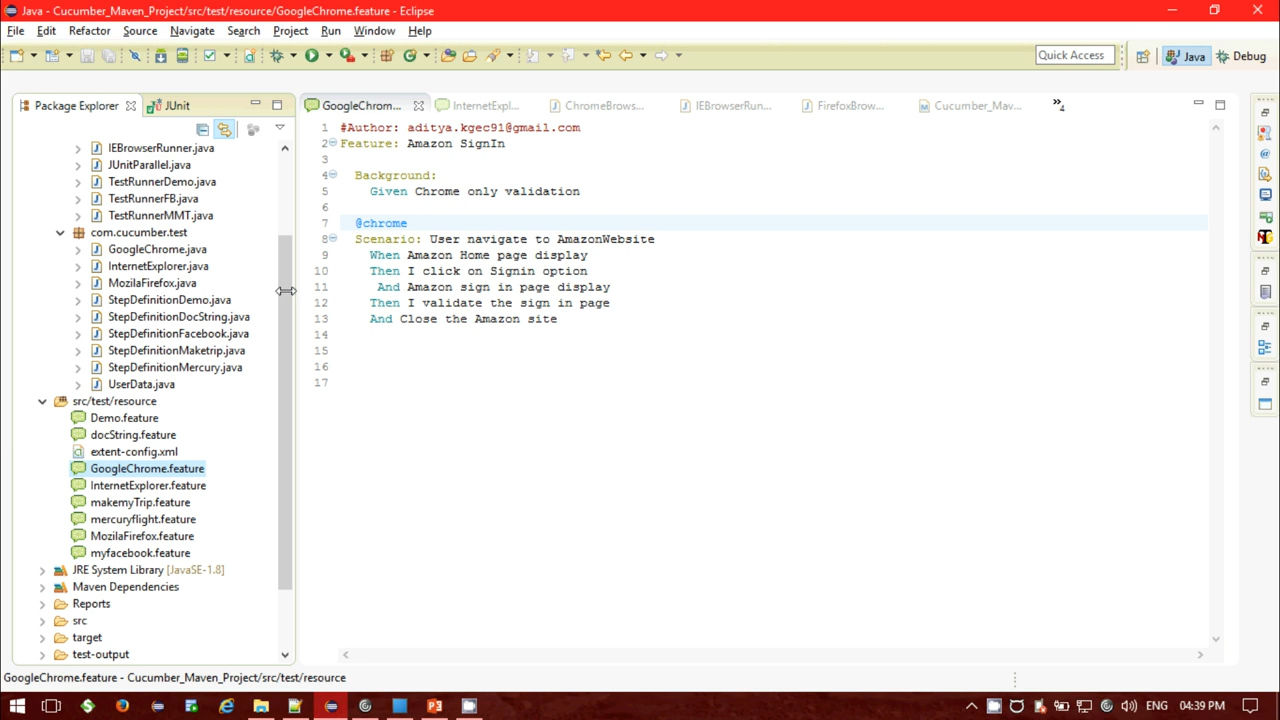 Java - Cucumber_Maven_Project/src/test/resource/GoogleChrome.feature - Eclipse
File Edit Refactor Source Navigate Search Project Run Window Help
Quick Access Java Debug
Package Explorer JUnit
GoogleChrom... InternetExpl... ChromeBrows... IEBrowserRun... FirefoxBrow... Cucumber_Mav... »4
IEBrowserRunner.java
JUnitParallel.java
TestRunnerDemo.java
TestRunnerFB.java
TestRunnerMMT.java
com.cucumber.test
GoogleChrome.java
InternetExplorer.java
MozilaFirefox.java
StepDefinitionDemo.java
StepDefinitionDocString.java
StepDefinitionFacebook.java
StepDefinitionMaketrip.java
StepDefinitionMercury.java
UserData.java
src/test/resource
Demo.feature
docString.feature
extent-config.xml
GoogleChrome.feature
InternetExplorer.feature
makemyTrip.feature
mercuryflight.feature
MozilaFirefox.feature
myfacebook.feature
JRE System Library [JavaSE-1.8]
Maven Dependencies
Reports
src
target
test-output
1 #Author: aditya.kgec91@gmail.com
2 Feature: Amazon SignIn
3
4 Background:
5 Given Chrome only validation
6
7 @chrome
8 Scenario: User navigate to AmazonWebsite
9 When Amazon Home page display
10 Then I click on Signin option
11 And Amazon sign in page display
12 Then I validate the sign in page
13 And Close the Amazon site
14
15
16
17
GoogleChrome.feature - Cucumber_Maven_Project/src/test/resource
ENG 04:39 PM